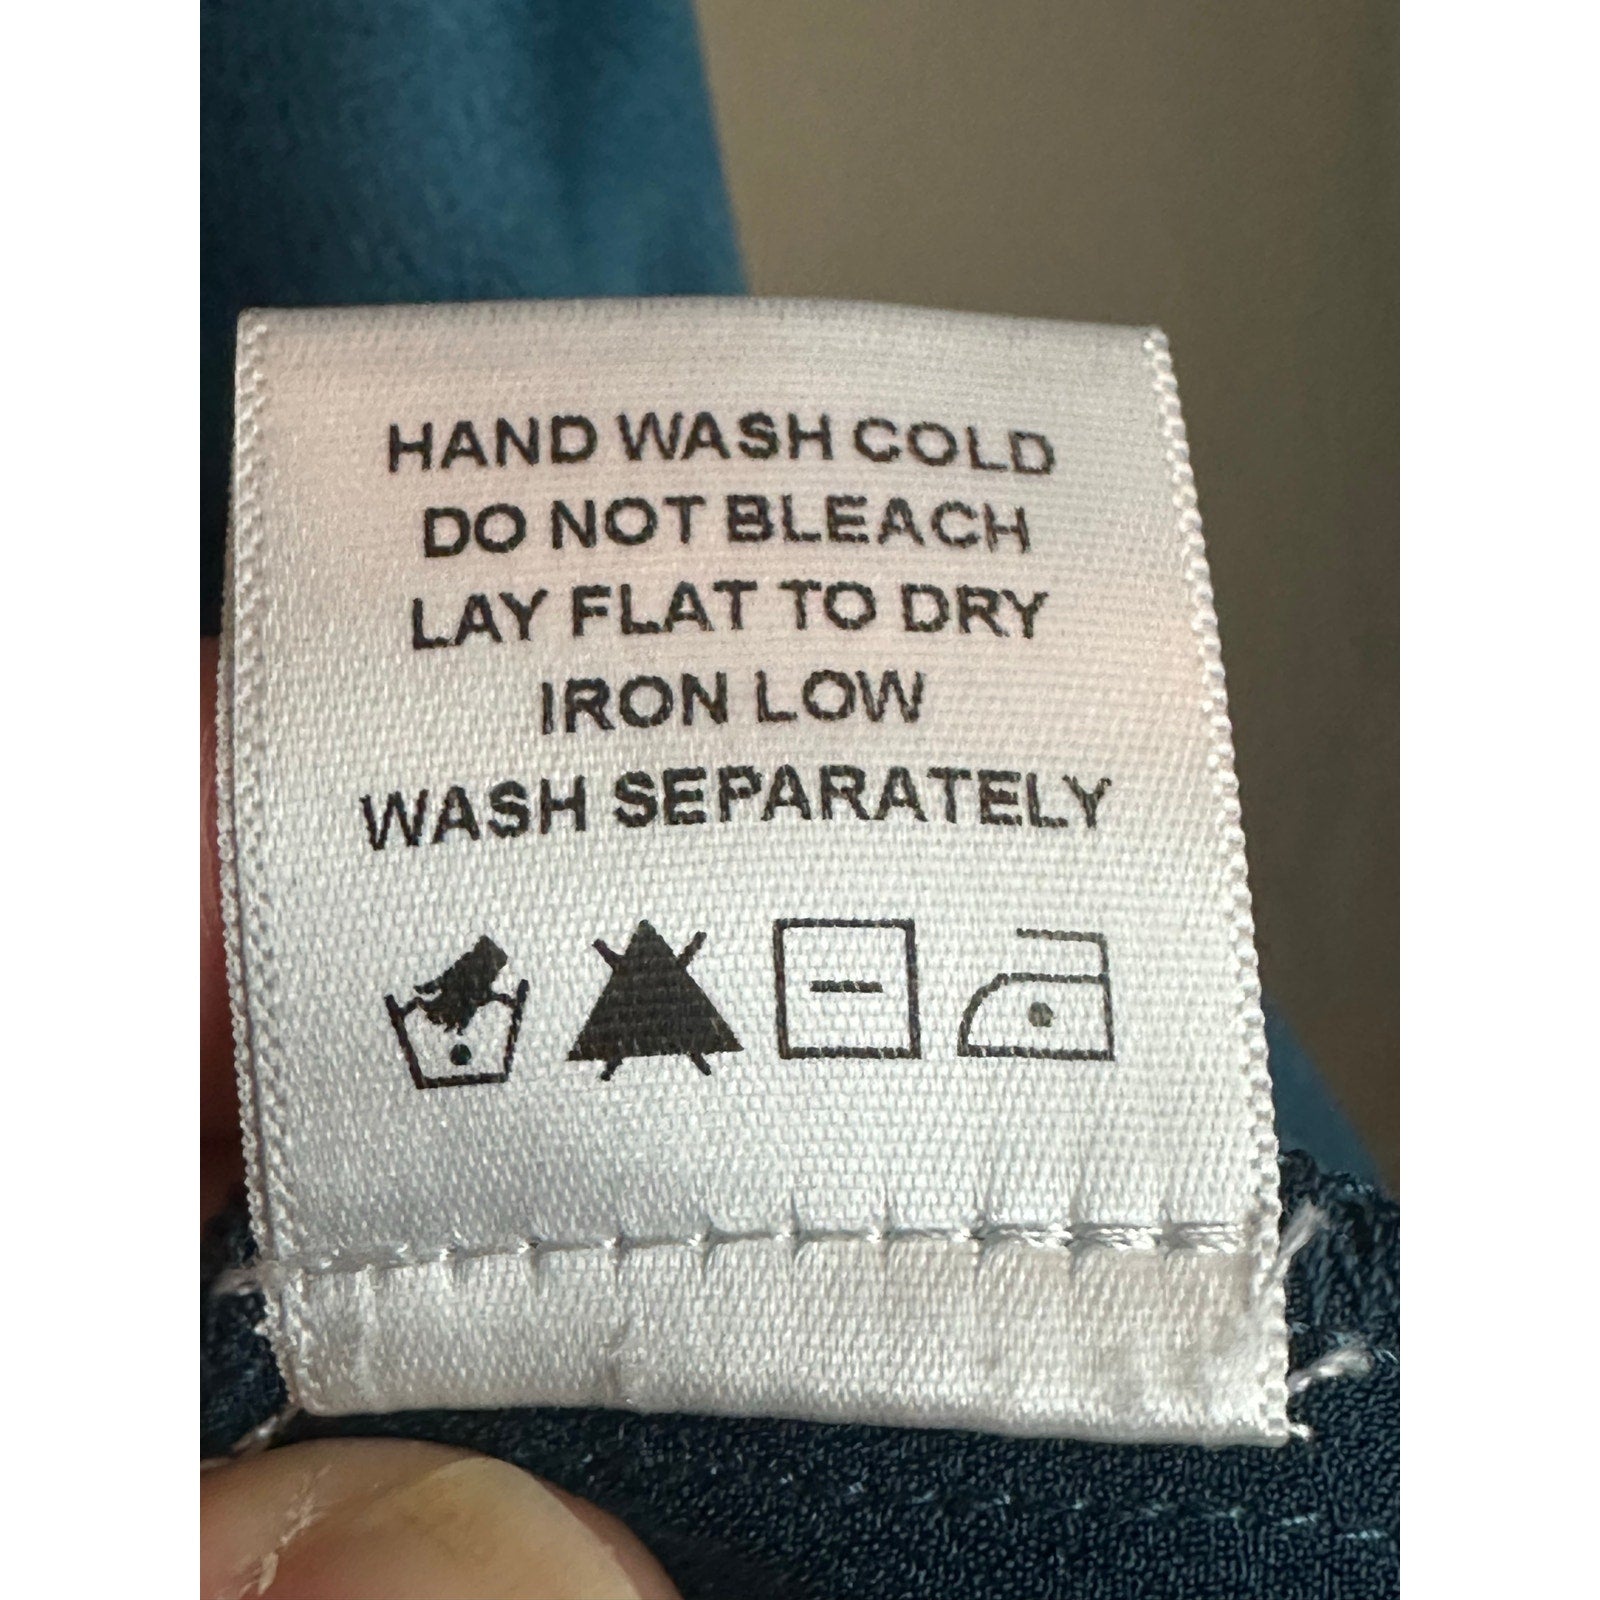 HAND WASH COLD
DO NOT BLEACH
LAY FLAT TO DRY
IRON LOW
WASH SEPARATELY